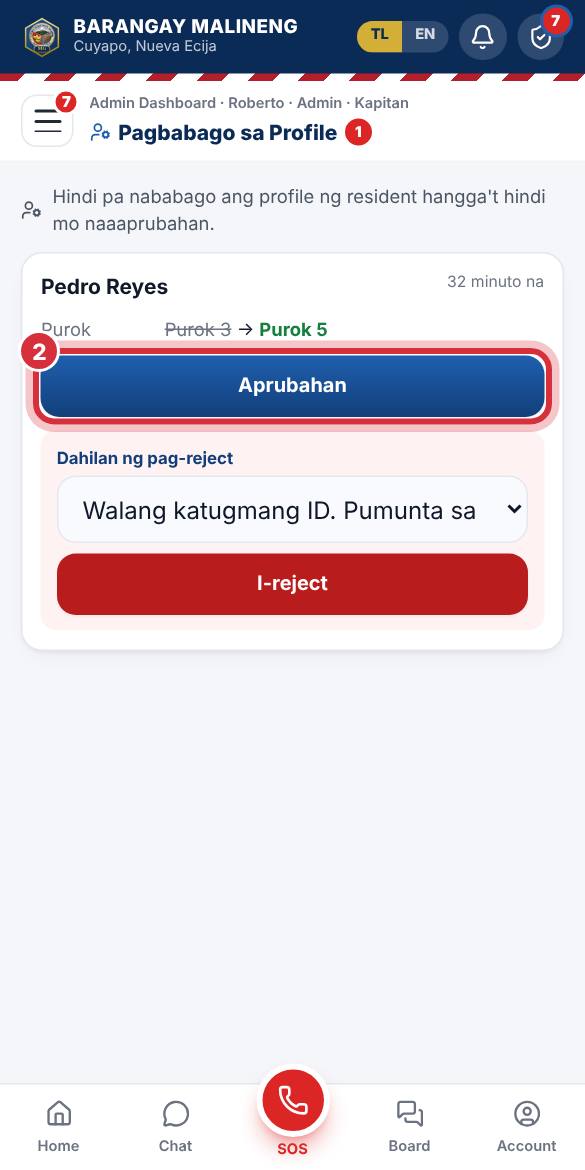 BARANGAY MALINENG
Cuyapo, Nueva Ecija
TL EN
7
7
Admin Dashboard · Roberto · Admin · Kapitan
Pagbabago sa Profile 1
Hindi pa nababago ang profile ng resident hangga't hindi
mo naaaprubahan.
Pedro Reyes 32 minuto na
Purok Purok 3 → Purok 5
2
Aprubahan
Dahilan ng pag-reject
Walang katugmang ID. Pumunta sa
I-reject
Home Chat SOS Board Account